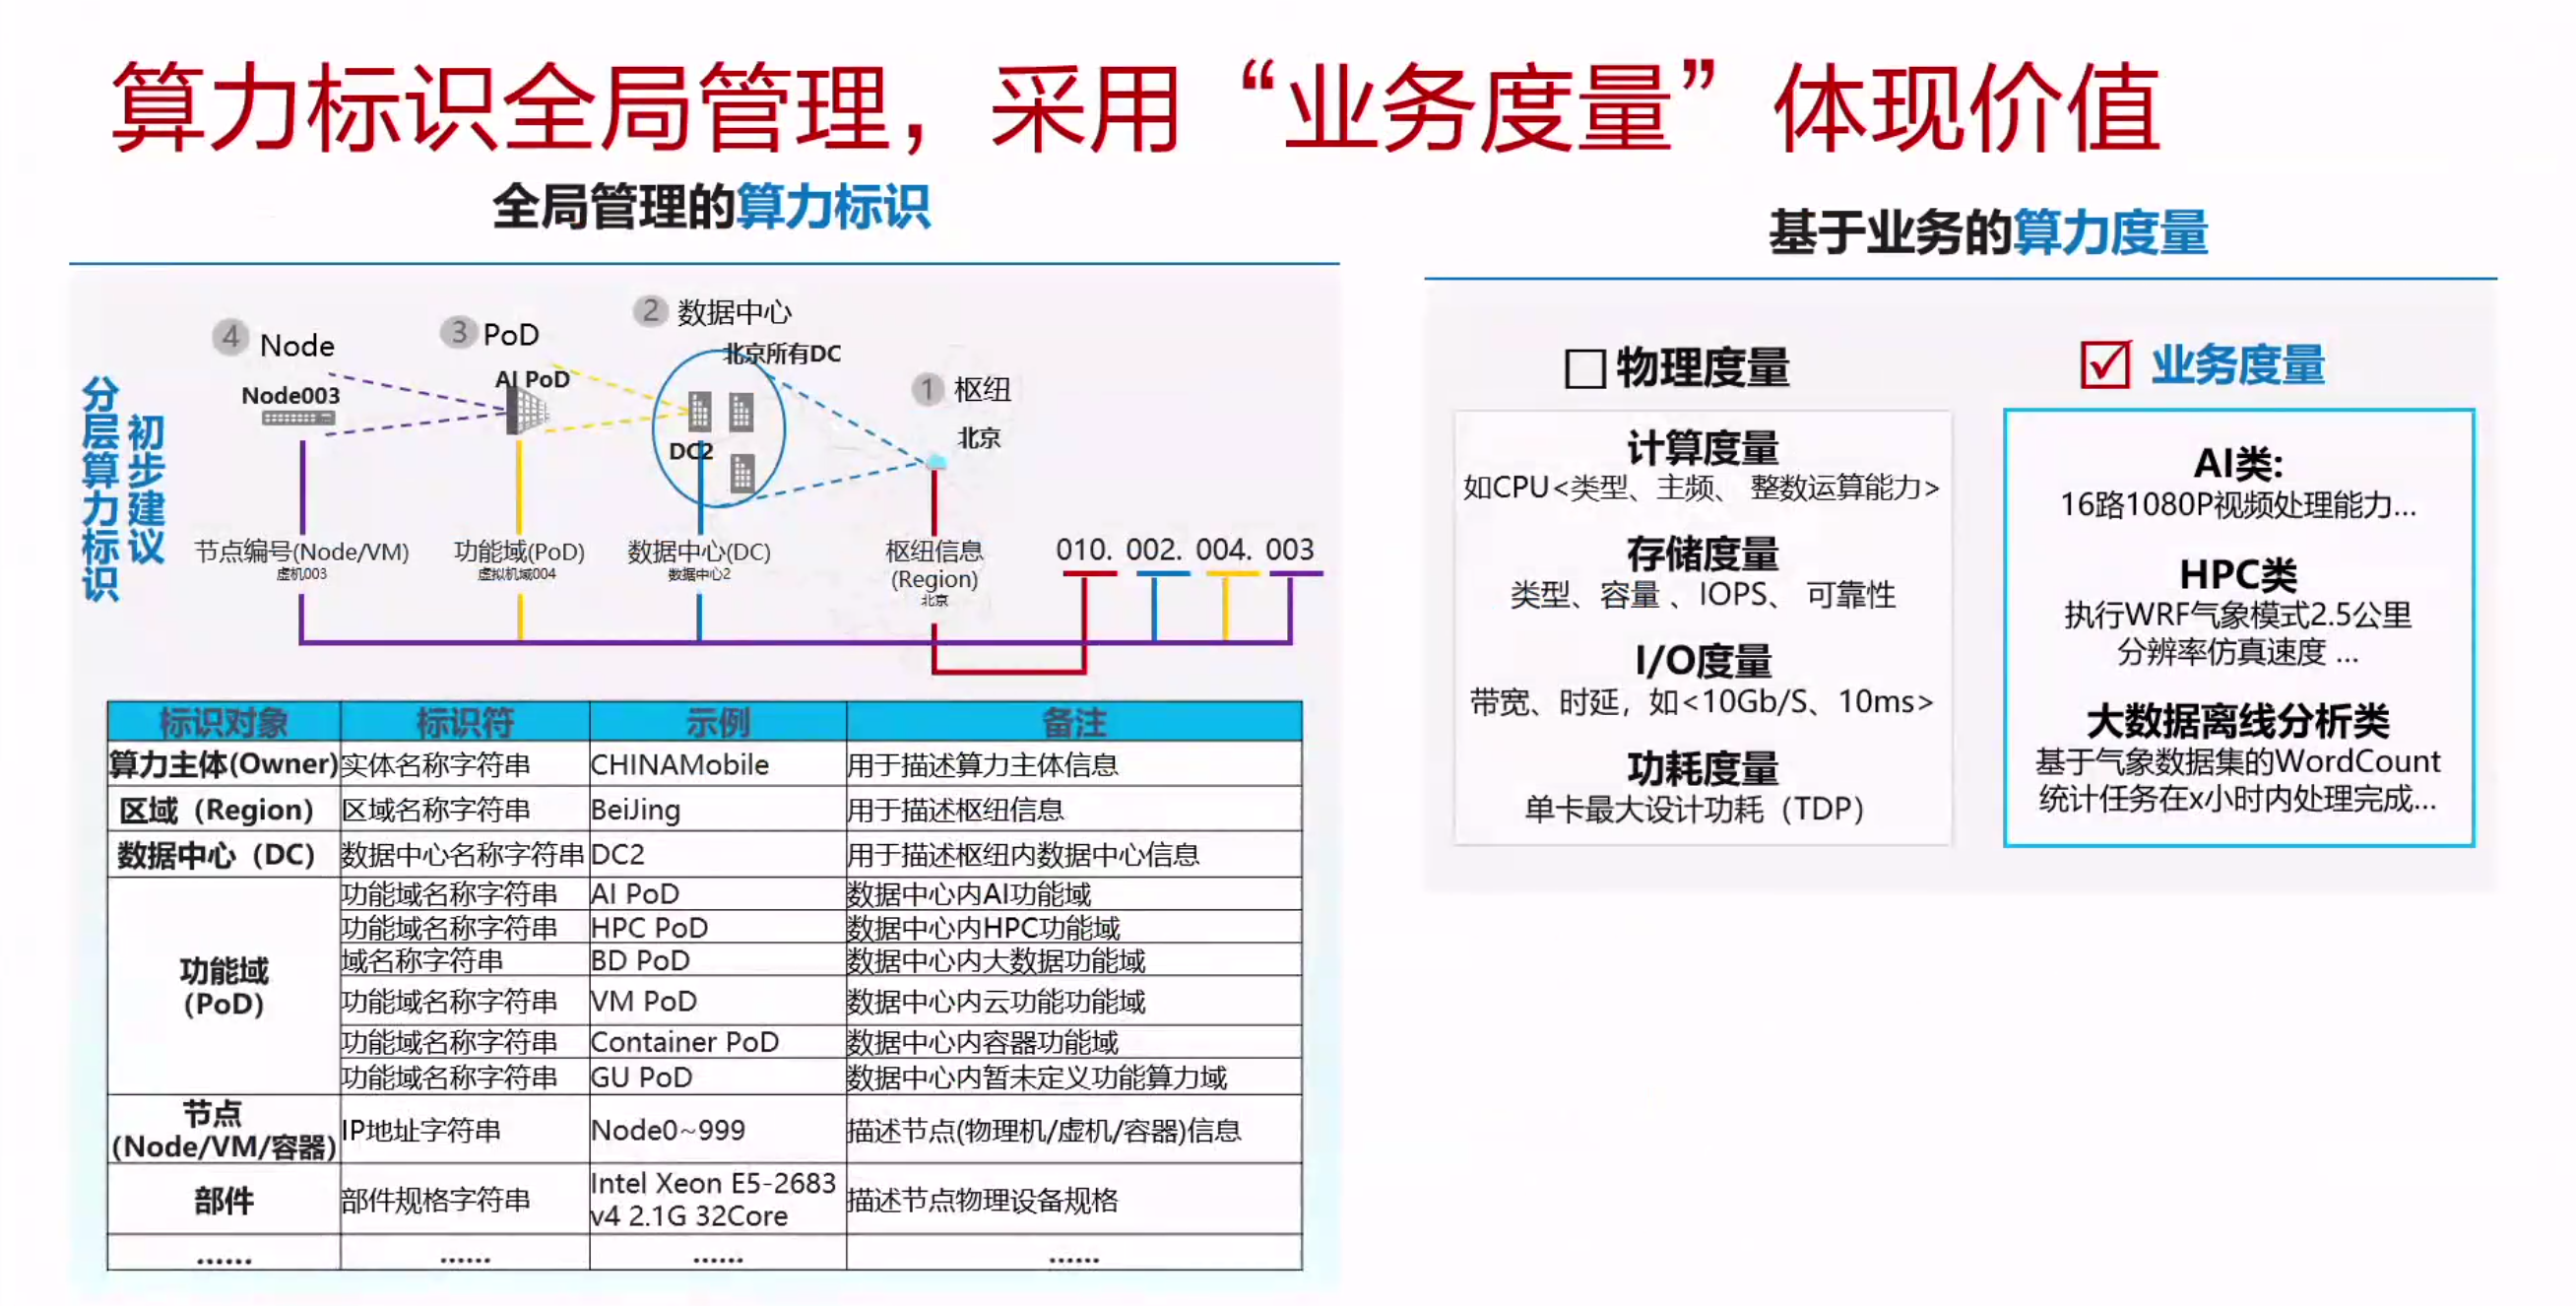 算力标识全局管理，采用“业务度量”体现价值
全局管理的算力标识
分层算力标识
初步建议
4 Node
Node003
3 PoD
AI PoD
2 数据中心
北京所有DC
DC2
1 枢纽
北京
节点编号(Node/VM)
虚机003
功能域(PoD)
虚拟机域004
数据中心(DC)
数据中心2
枢纽信息
(Region)
北京
010. 002. 004. 003
标识对象 标识符 示例 备注
算力主体(Owner) 实体名称字符串 CHINAMobile 用于描述算力主体信息
区域（Region） 区域名称字符串 BeiJing 用于描述枢纽信息
数据中心（DC） 数据中心名称字符串 DC2 用于描述枢纽内数据中心信息
功能域
(PoD)
功能域名称字符串 AI PoD 数据中心内AI功能域
功能域名称字符串 HPC PoD 数据中心内HPC功能域
域名称字符串 BD PoD 数据中心内大数据功能域
功能域名称字符串 VM PoD 数据中心内云功能功能域
功能域名称字符串 Container PoD 数据中心内容器功能域
功能域名称字符串 GU PoD 数据中心内暂未定义功能算力域
节点
(Node/VM/容器)
IP地址字符串 Node0~999 描述节点(物理机/虚机/容器)信息
部件 部件规格字符串
Intel Xeon E5-2683
v4 2.1G 32Core
描述节点物理设备规格
...... ...... ...... ......
基于业务的算力度量
物理度量
计算度量
如CPU<类型、主频、 整数运算能力>
存储度量
类型、容量 、IOPS、 可靠性
I/O度量
带宽、时延，如<10Gb/S、10ms>
功耗度量
单卡最大设计功耗（TDP）
业务度量
AI类:
16路1080P视频处理能力...
HPC类
执行WRF气象模式2.5公里
分辨率仿真速度 ...
大数据离线分析类
基于气象数据集的WordCount
统计任务在x小时内处理完成...